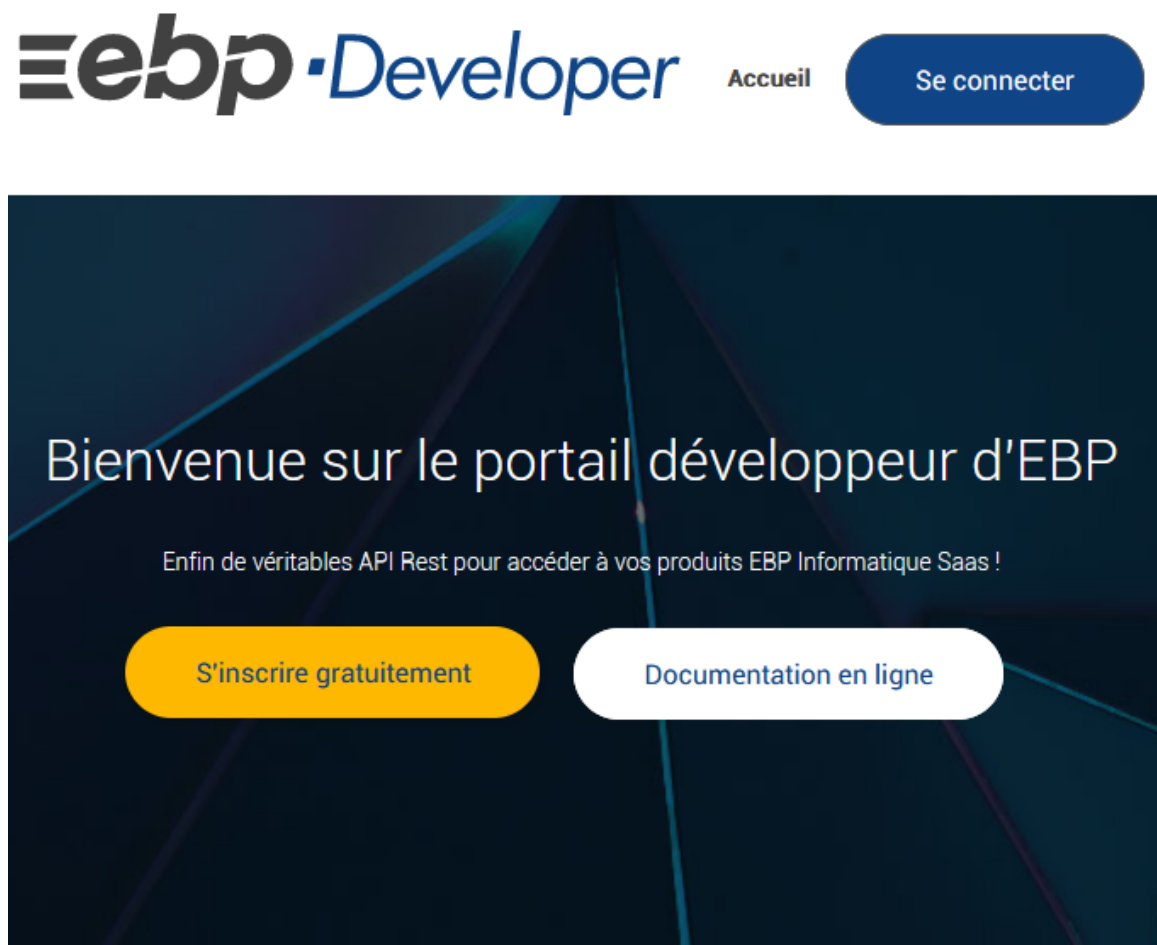 ebp · Developer
Accueil
Se connecter
Bienvenue sur le portail développeur d'EBP
Enfin de véritables API Rest pour accéder à vos produits EBP Informatique Saas !
S'inscrire gratuitement
Documentation en ligne